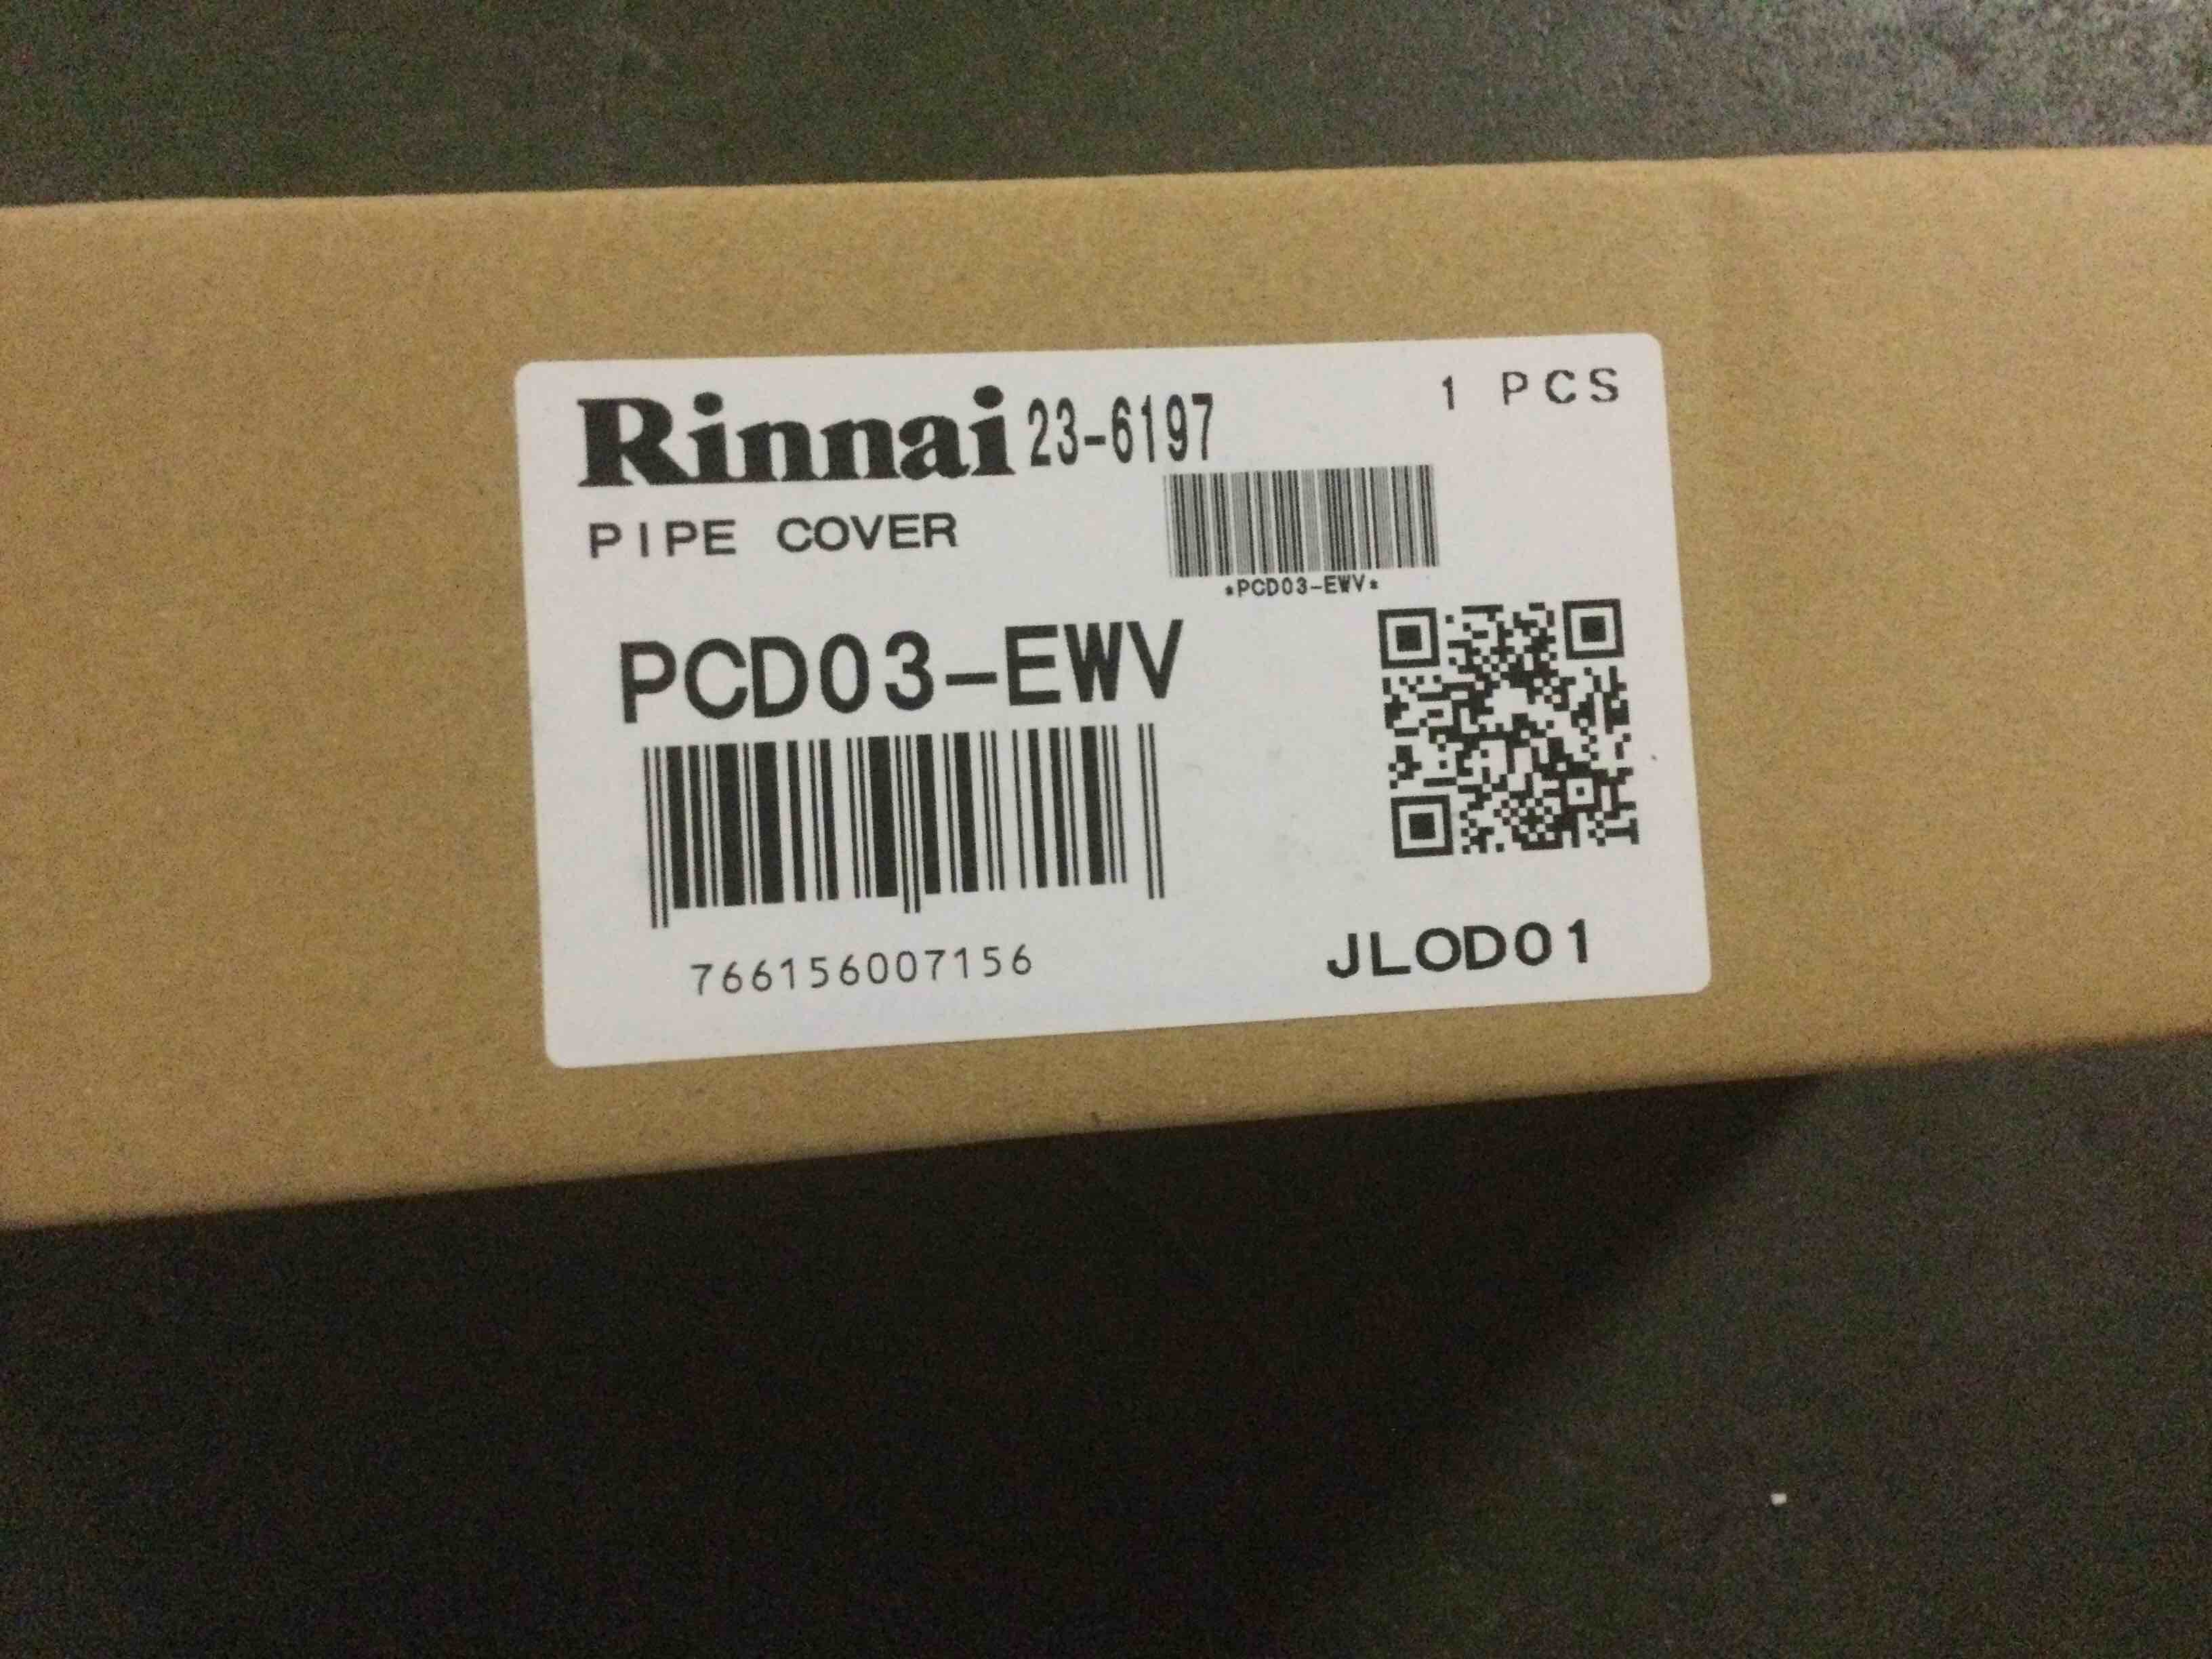 Rinnai 23-6197
1 PCS
PIPE COVER
*PCD03-EWV*
PCD03-EWV
766156007156
JLOD01